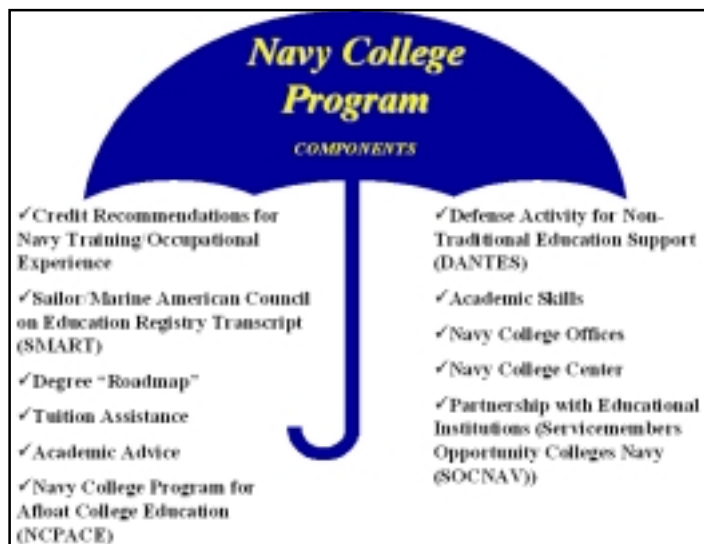 Navy College
Program
COMPONENTS
✓Credit Recommendations for
Navy Training/Occupational
Experience
✓Sailor/Marine American Council
on Education Registry Transcript
(SMART)
✓Degree “Roadmap”
✓Tuition Assistance
✓Academic Advice
✓Navy College Program for
Afloat College Education
(NCPACE)
✓Defense Activity for Non-
Traditional Education Support
(DANTES)
✓Academic Skills
✓Navy College Offices
✓Navy College Center
✓Partnership with Educational
Institutions (Servicemembers
Opportunity Colleges Navy
(SOCNAV))